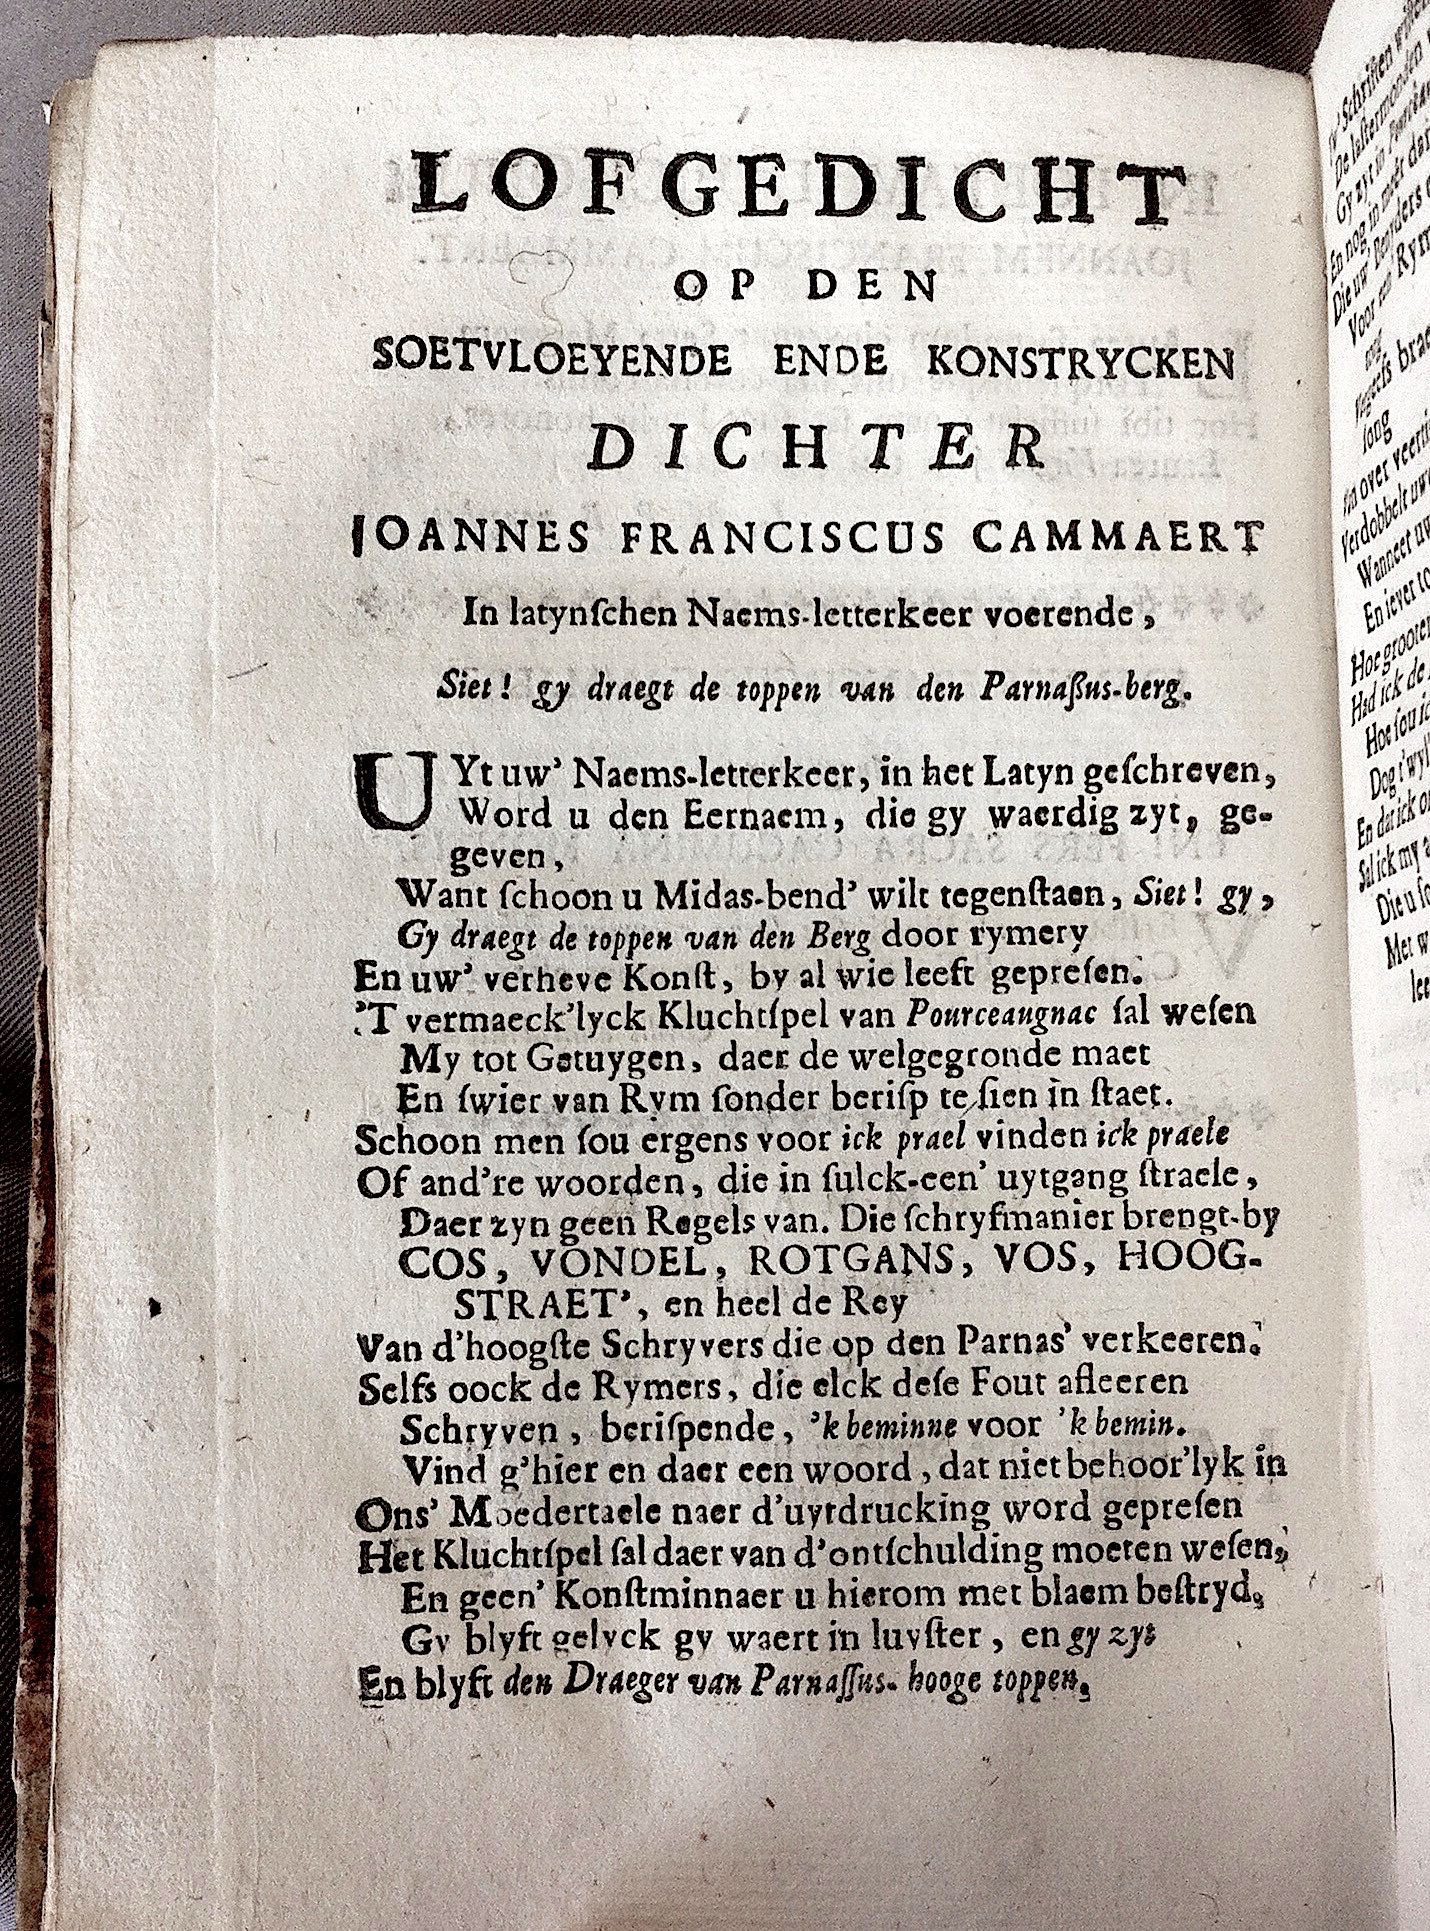 LOFGEDICHT
OP DEN
SOETVLOEYENDE ENDE KONSTRYCKEN
DICHTER
JOANNES FRANCISCUS CAMMAERT
In latynſchen Naems-letterkeer voerende,
Siet! gy draegt de toppen van den Parnaßus-berg.
UYt uw' Naems-letterkeer, in het Latyn geſchreven,
Word u den Eernaem, die gy waerdig zyt, ge-
geven,
Want ſchoon u Midas-bend' wilt tegenſtaen, Siet! gy,
Gy draegt de toppen van den Berg door rymery
En uw' verheve Konſt, by al wie leeft gepreſen.
'T vermaeck'lyck Kluchtſpel van Pourceaugnac ſal weſen
My tot Getuygen, daer de welgegronde maet
En ſwier van Rym ſonder beriſp te ſien in ſtaet.
Schoon men ſou ergens voor ick prael vinden ick praele
Of and're woorden, die in ſulck-een' uytgang ſtraele,
Daer zyn geen Regels van. Die ſchryfmanier brengt-by
COS, VONDEL, ROTGANS, VOS, HOOG-
STRAET', en heel de Rey
Van d'hoogſte Schryvers die op den Parnas' verkeeren.
Selfs oock de Rymers, die elck deſe Fout afleeren
Schryven, beriſpende, 'k beminne voor 'k bemin.
Vind g'hier en daer een woord, dat niet behoor'lyk in
Ons' Moedertaele naer d'uytdrucking word gepreſen
Het Kluchtſpel ſal daer van d'ontſchulding moeten weſen,
En geen' Konſtminnaer u hierom met blaem beſtryd,
Gy blyft gelyck gy waert in luyſter, en gy zyt
En blyft den Draeger van Parnaſſus-hooge toppen.